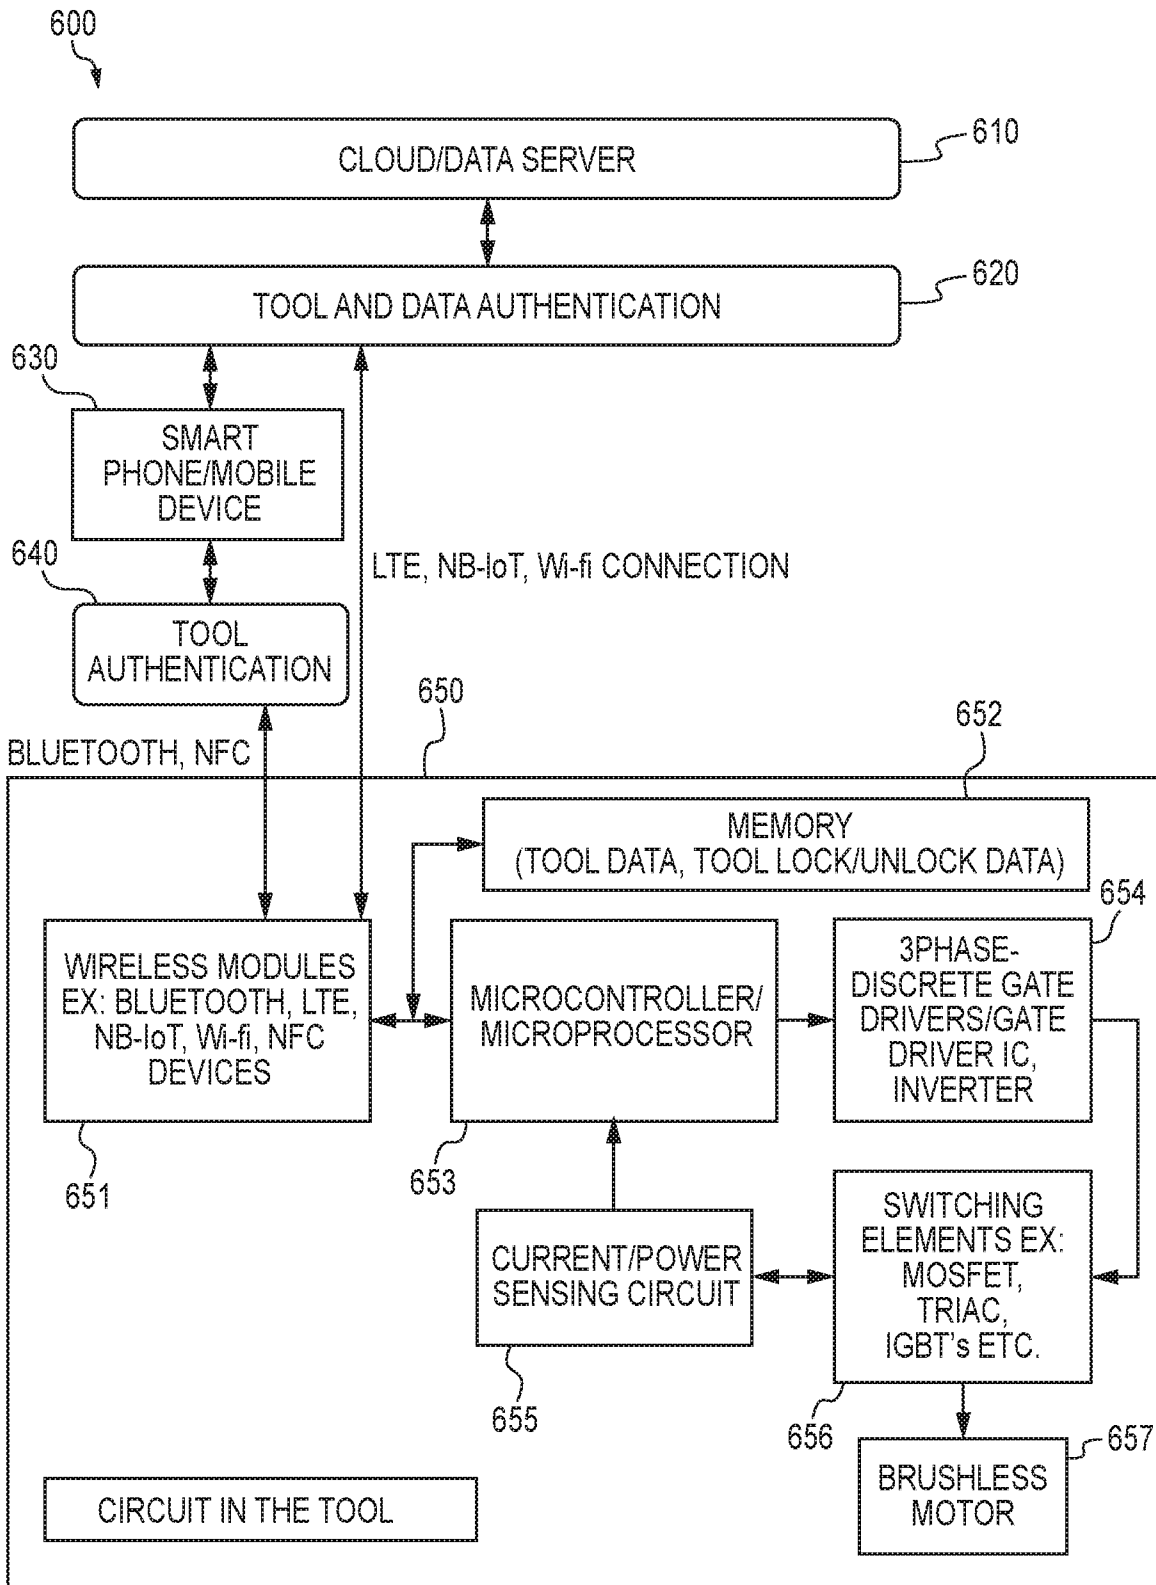 600
CLOUD/DATA SERVER
610
TOOL AND DATA AUTHENTICATION
620
630
SMART
PHONE/MOBILE
DEVICE
640
LTE, NB-IoT, Wi-fi CONNECTION
TOOL
AUTHENTICATION
650
BLUETOOTH, NFC
652
MEMORY
(TOOL DATA, TOOL LOCK/UNLOCK DATA)
654
WIRELESS MODULES
EX: BLUETOOTH, LTE,
NB-IoT, Wi-fi, NFC
DEVICES
651
MICROCONTROLLER/
MICROPROCESSOR
653
3PHASE-
DISCRETE GATE
DRIVERS/GATE
DRIVER IC,
INVERTER
CURRENT/POWER
SENSING CIRCUIT
655
SWITCHING
ELEMENTS EX:
MOSFET,
TRIAC,
IGBT's ETC.
656
657
BRUSHLESS
MOTOR
CIRCUIT IN THE TOOL